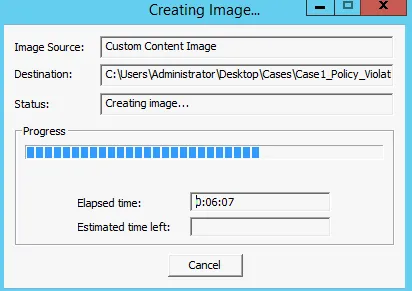 Creating Image...
Image Source: Custom Content Image
Destination: C:\Users\Administrator\Desktop\Cases\Case1_Policy_Violat
Status: Creating image...
Progress
Elapsed time: 0:06:07
Estimated time left:
Cancel